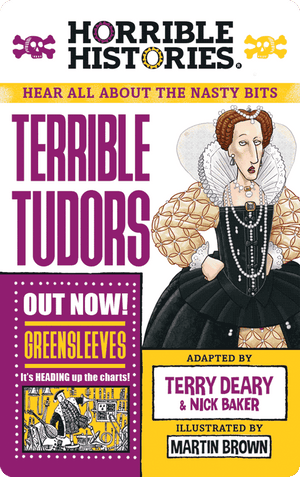 HORRIBLE
HISTORIES®
HEAR ALL ABOUT THE NASTY BITS
TERRIBLE
TUDORS
OUT NOW!
GREENSLEEVES
It's HEADING up the charts!
ADAPTED BY
TERRY DEARY
& NICK BAKER
ILLUSTRATED BY
MARTIN BROWN